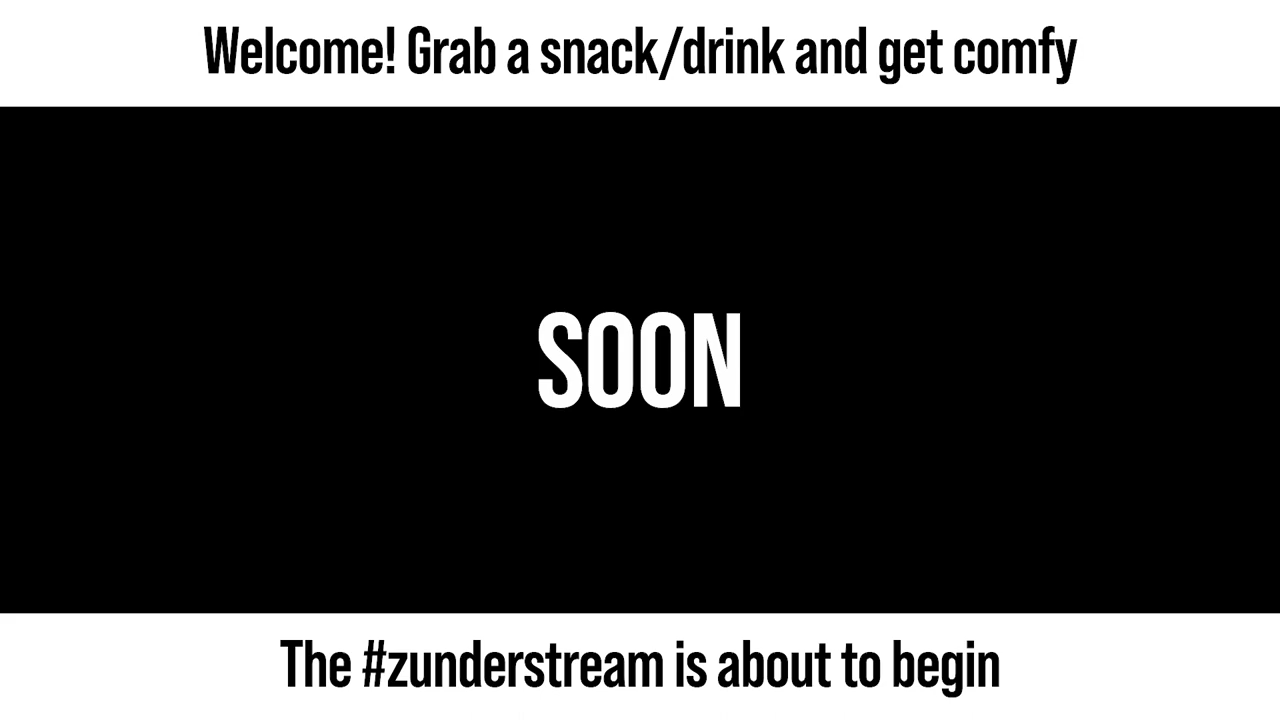 Welcome! Grab a snack/drink and get comfy
SOON
The #zunderstream is about to begin